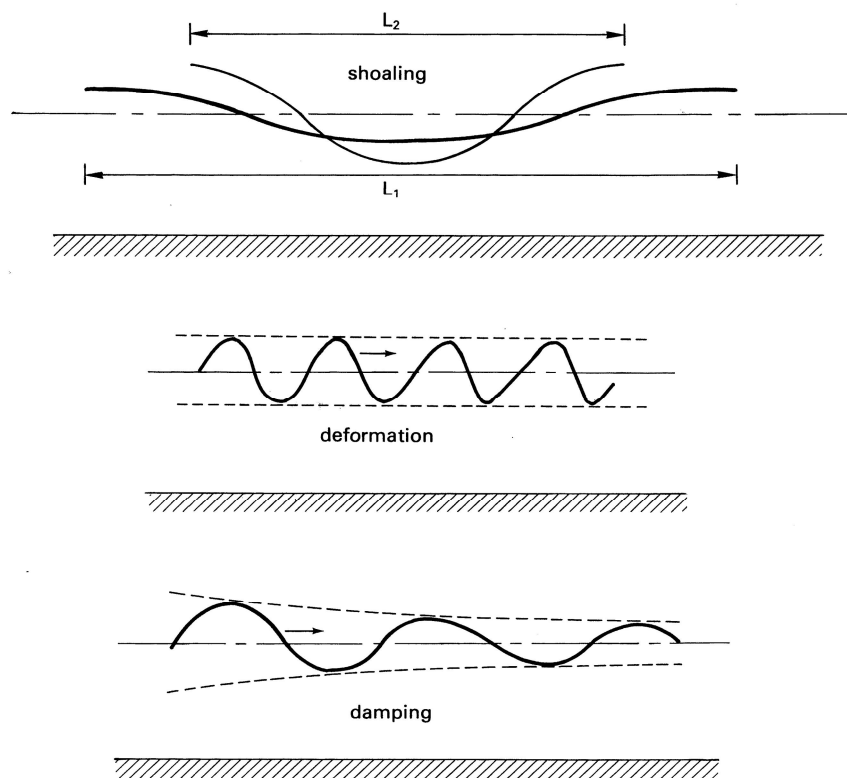 L₂
shoaling
L₁
deformation
damping